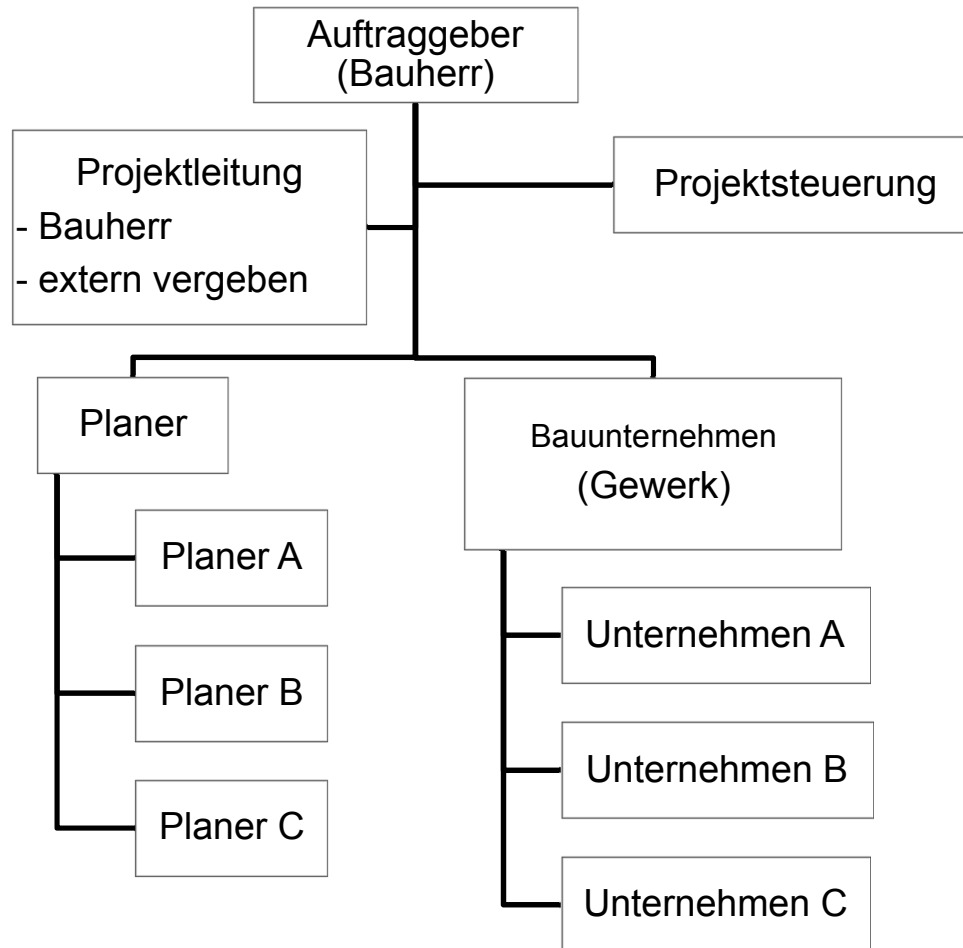 Auftraggeber
(Bauherr)
Projektleitung
- Bauherr
- extern vergeben
Projektsteuerung
Planer
Bauunternehmen
(Gewerk)
Planer A
Planer B
Planer C
Unternehmen A
Unternehmen B
Unternehmen C